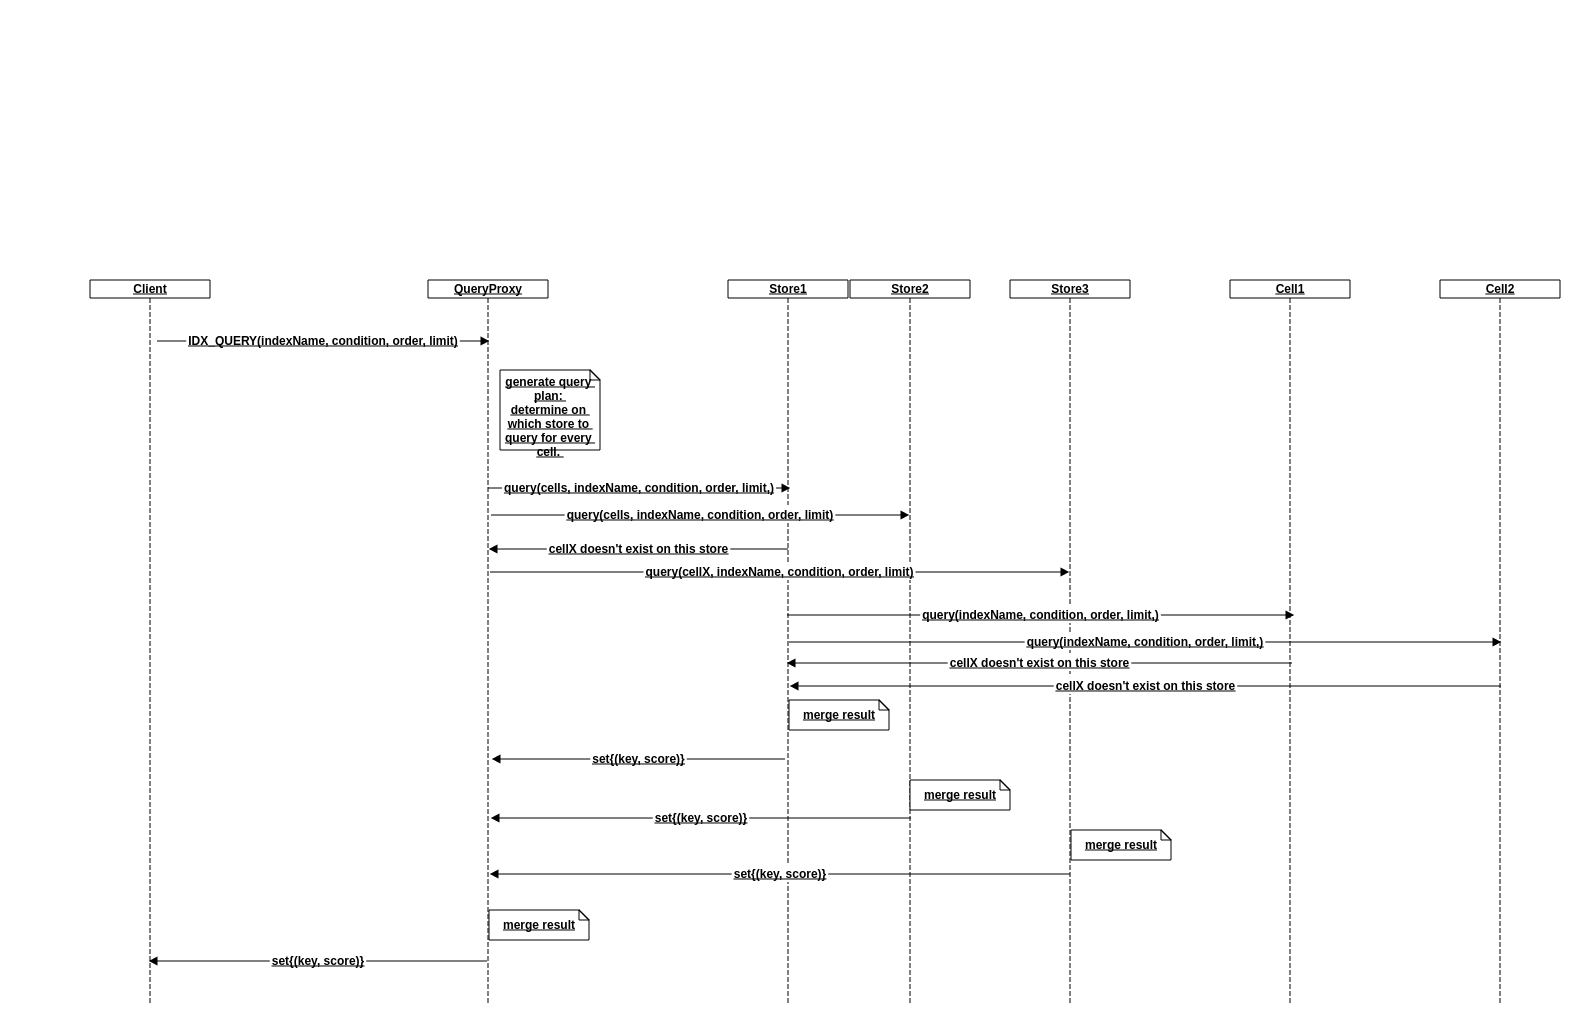 Client
QueryProxy
Store1
Store2
Store3
Cell1
Cell2
IDX_QUERY(indexName, condition, order, limit)
generate query
plan:
determine on
which store to
query for every
cell.
query(cells, indexName, condition, order, limit,)
query(cells, indexName, condition, order, limit)
cellX doesn't exist on this store
query(cellX, indexName, condition, order, limit)
query(indexName, condition, order, limit,)
query(indexName, condition, order, limit,)
cellX doesn't exist on this store
cellX doesn't exist on this store
merge result
set{(key, score)}
merge result
set{(key, score)}
merge result
set{(key, score)}
merge result
set{(key, score)}